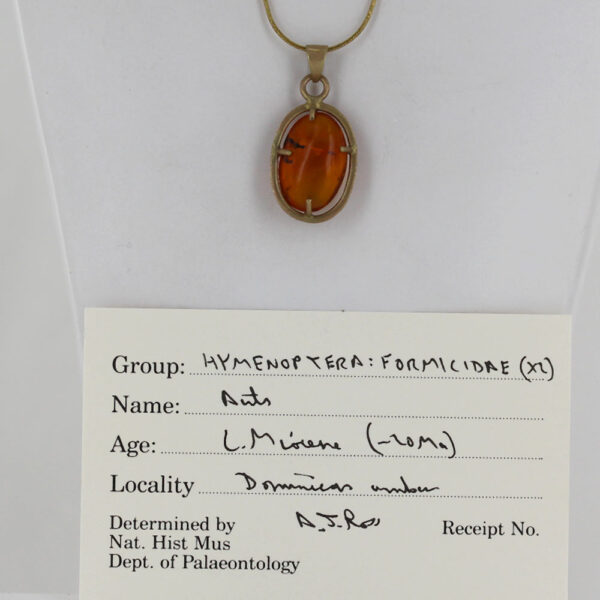 Group: HYMENOPTERA: FORMICIDAE (x2)
Name: Ants
Age: L. Miocene (~20Ma)
Locality Dominican amber
Determined by A.J. Ross Receipt No.
Nat. Hist Mus
Dept. of Palaeontology